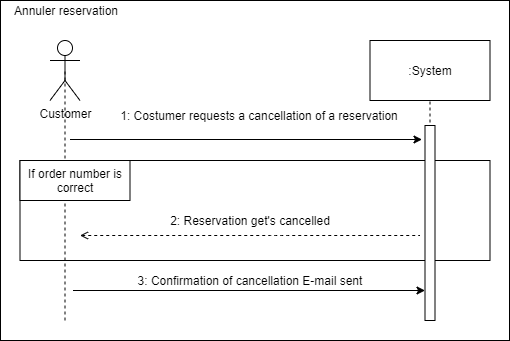 Annuler reservation
:System
Customer
1: Costumer requests a cancellation of a reservation
If order number is
correct
2: Reservation get's cancelled
3: Confirmation of cancellation E-mail sent